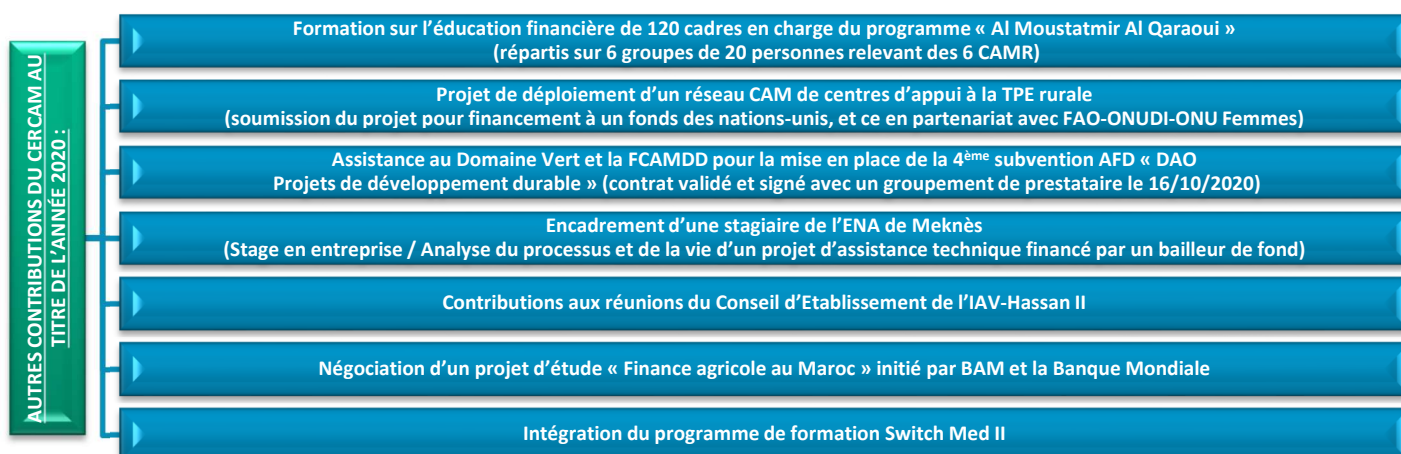 AUTRES CONTRIBUTIONS DU CERCAM AU
TITRE DE L'ANNÉE 2020 :
Formation sur l'éducation financière de 120 cadres en charge du programme « Al Moustatmir Al Qaraoui »
(répartis sur 6 groupes de 20 personnes relevant des 6 CAMR)
Projet de déploiement d'un réseau CAM de centres d'appui à la TPE rurale
(soumission du projet pour financement à un fonds des nations-unis, et ce en partenariat avec FAO-ONUDI-ONU Femmes)
Assistance au Domaine Vert et la FCAMDD pour la mise en place de la 4ème subvention AFD « DAO
Projets de développement durable » (contrat validé et signé avec un groupement de prestataire le 16/10/2020)
Encadrement d'une stagiaire de l'ENA de Meknès
(Stage en entreprise / Analyse du processus et de la vie d'un projet d'assistance technique financé par un bailleur de fond)
Contributions aux réunions du Conseil d'Etablissement de l'IAV-Hassan II
Négociation d'un projet d'étude « Finance agricole au Maroc » initié par BAM et la Banque Mondiale
Intégration du programme de formation Switch Med II